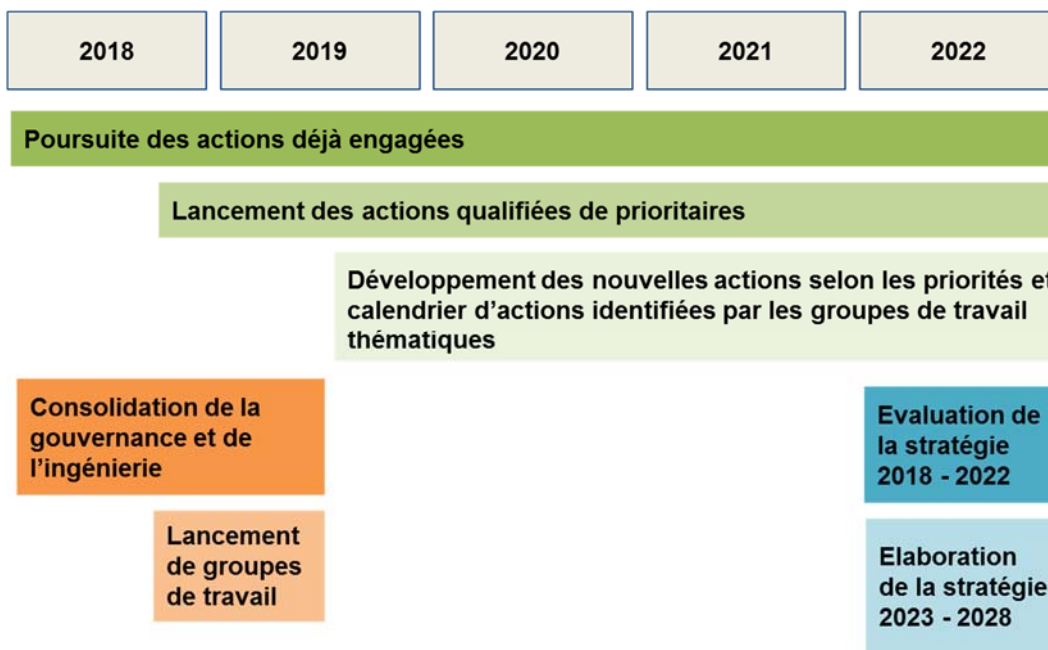 2018
2019
2020
2021
2022
Poursuite des actions déjà engagées
Lancement des actions qualifiées de prioritaires
Développement des nouvelles actions selon les priorités et
calendrier d’actions identifiées par les groupes de travail
thématiques
Consolidation de la
gouvernance et de
l’ingénierie
Evaluation de
la stratégie
2018 - 2022
Lancement
de groupes
de travail
Elaboration
de la stratégie
2023 - 2028